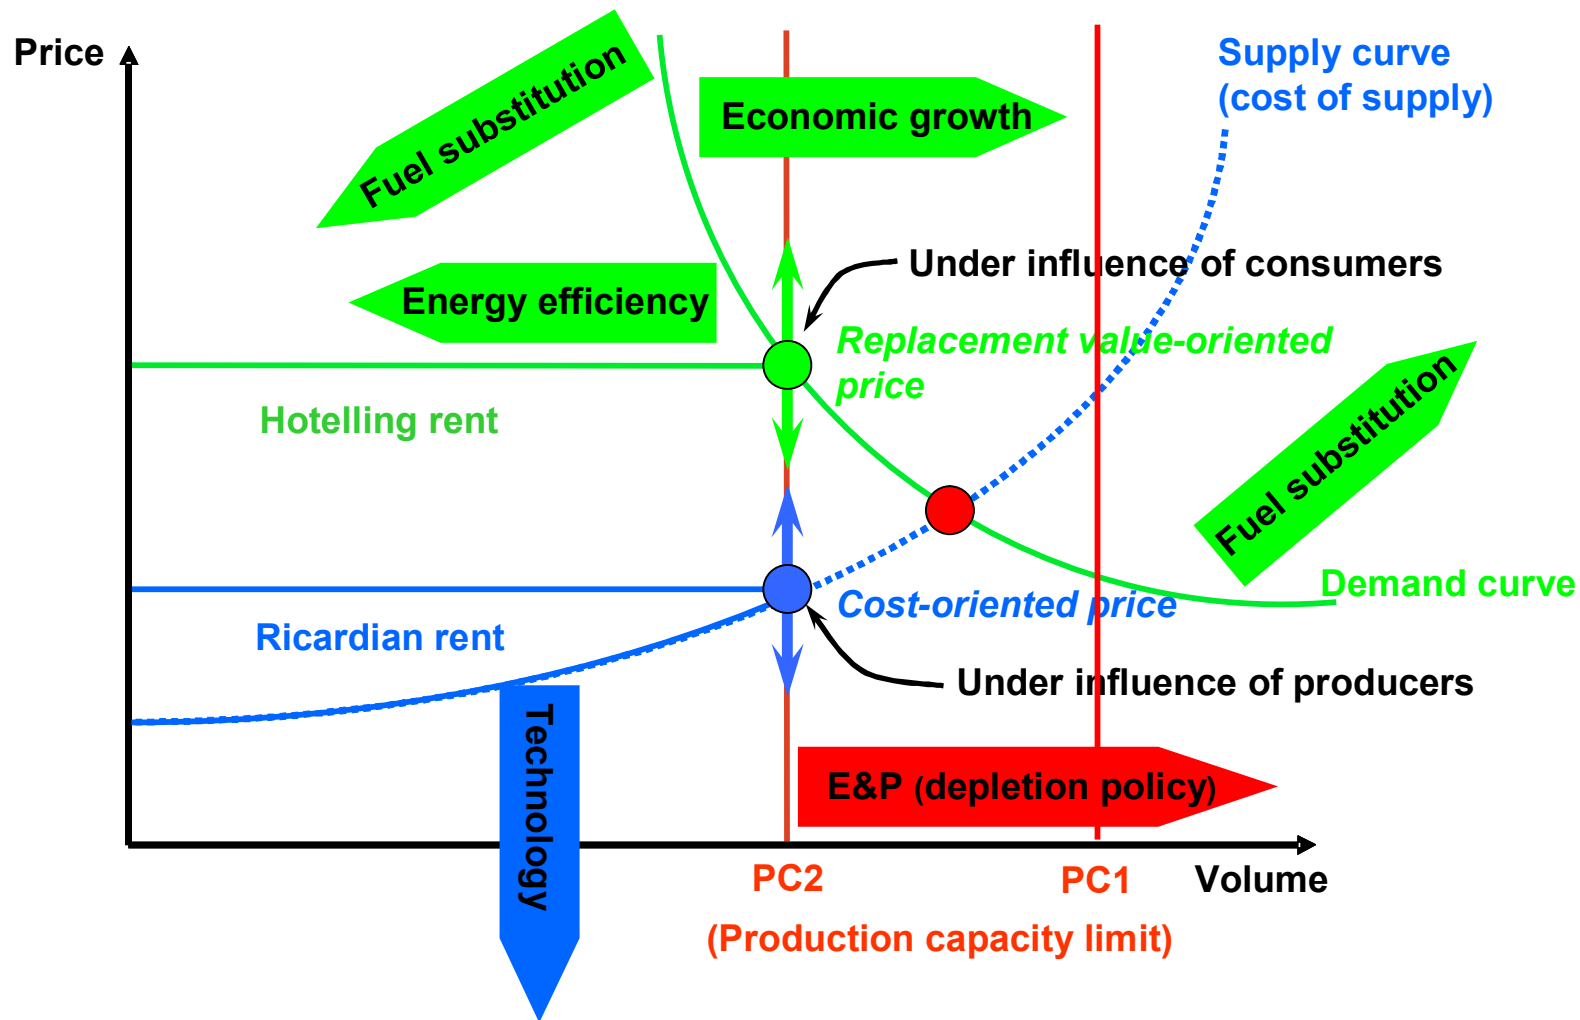 Price
Supply curve
(cost of supply)
Fuel substitution
Economic growth
Under influence of consumers
Energy efficiency
Replacement value-oriented
price
Hotelling rent
Fuel substitution
Demand curve
Cost-oriented price
Ricardian rent
Under influence of producers
Technology
E&P (depletion policy)
PC2
PC1
Volume
(Production capacity limit)